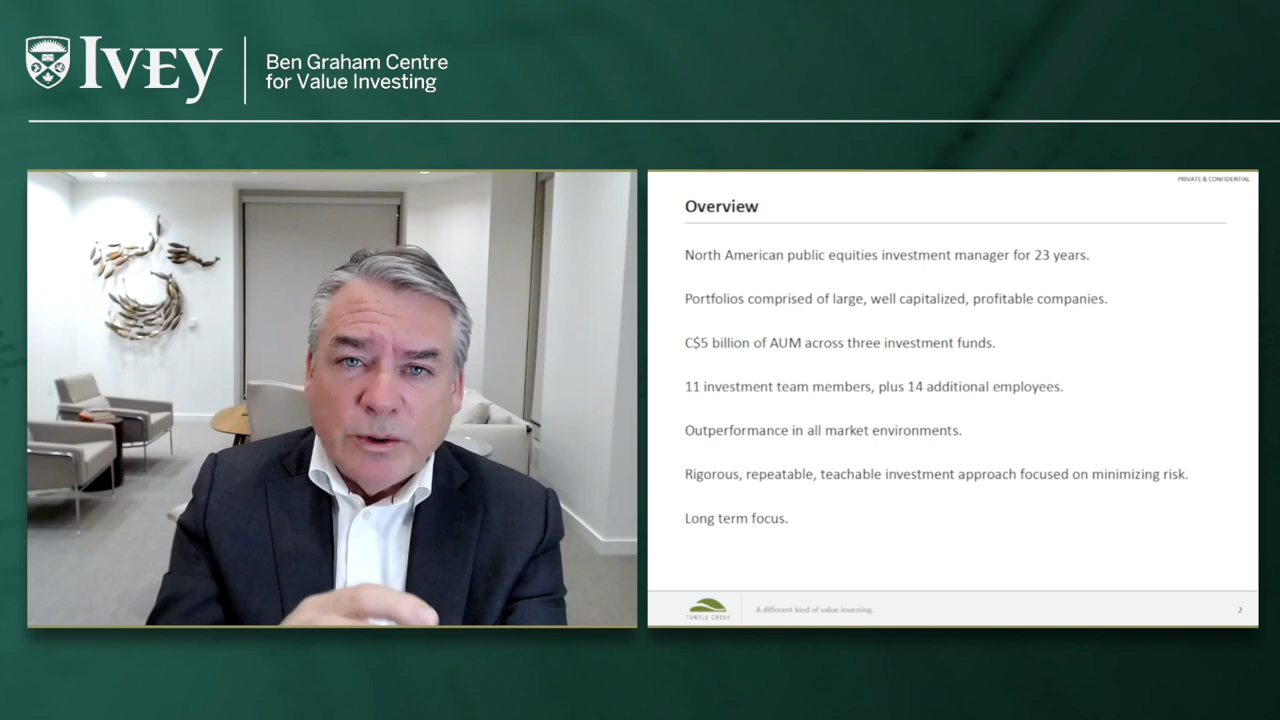 IVEY
Ben Graham Centre
for Value Investing
PRIVATE & CONFIDENTIAL
Overview
North American public equities investment manager for 23 years.
Portfolios comprised of large, well capitalized, profitable companies.
C$5 billion of AUM across three investment funds.
11 investment team members, plus 14 additional employees.
Outperformance in all market environments.
Rigorous, repeatable, teachable investment approach focused on minimizing risk.
Long term focus.
TURTLE CREEK
A different kind of value investing.
2